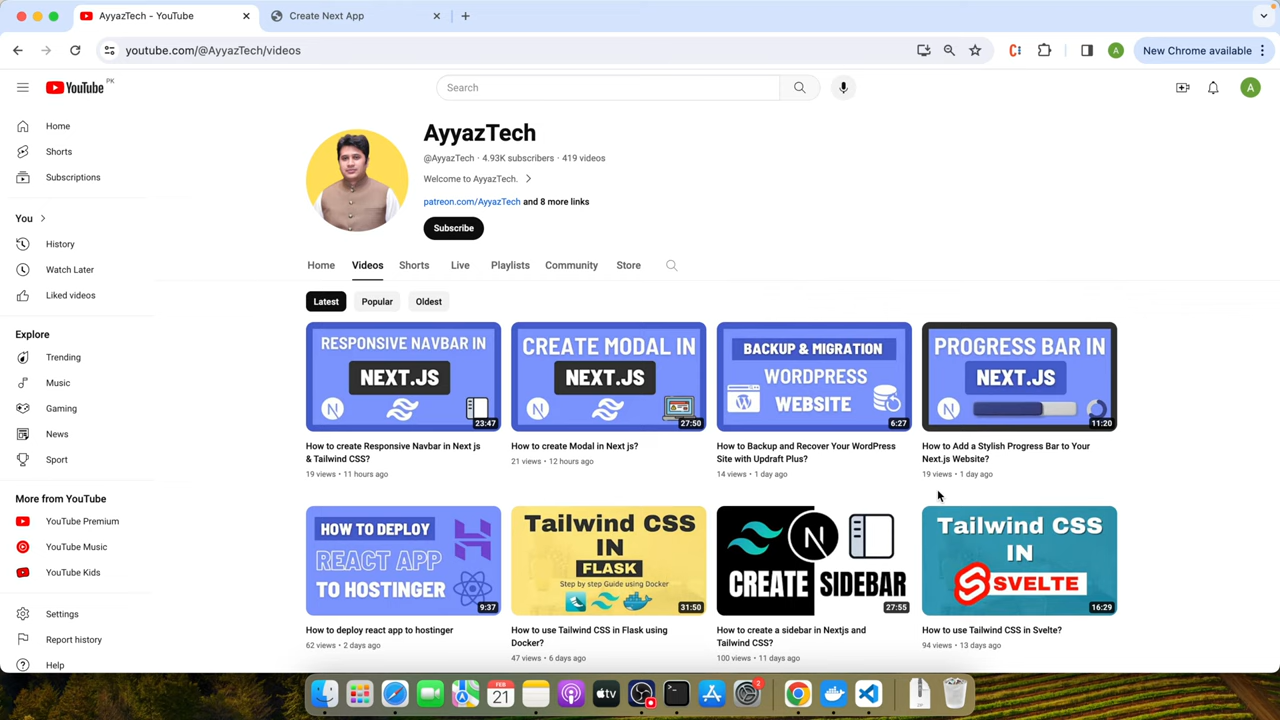 AyyazTech - YouTube
Create Next App
youtube.com/@AyyazTech/videos
New Chrome available
A
YouTube PK
Search
A
Home
Shorts
Subscriptions
You
History
Watch Later
Liked videos
Explore
Trending
Music
Gaming
News
Sport
More from YouTube
YouTube Premium
YouTube Music
YouTube Kids
Settings
Report history
Help
AyyazTech
@AyyazTech · 4.93K subscribers · 419 videos
Welcome to AyyazTech.
patreon.com/AyyazTech and 8 more links
Subscribe
Home Videos Shorts Live Playlists Community Store
Latest Popular Oldest
RESPONSIVE NAVBAR IN
NEXT.JS
N
23:47
How to create Responsive Navbar in Next js
& Tailwind CSS?
19 views · 11 hours ago
CREATE MODAL IN
NEXT.JS
N
27:50
How to create Modal in Next js?
21 views · 12 hours ago
BACKUP & MIGRATION
WORDPRESS
WEBSITE
6:27
How to Backup and Recover Your WordPress
Site with Updraft Plus?
14 views · 1 day ago
PROGRESS BAR IN
NEXT.JS
N
11:20
How to Add a Stylish Progress Bar to Your
Next.js Website?
19 views · 1 day ago
HOW TO DEPLOY
REACT APP
TO HOSTINGER
9:37
How to deploy react app to hostinger
62 views · 2 days ago
Tailwind CSS
IN
FLASK
Step by step Guide using Docker
31:50
How to use Tailwind CSS in Flask using
Docker?
47 views · 6 days ago
N
CREATE SIDEBAR
27:55
How to create a sidebar in Nextjs and
Tailwind CSS?
100 views · 11 days ago
Tailwind CSS
IN
SVELTE
16:29
How to use Tailwind CSS in Svelte?
94 views · 13 days ago
FEB
21
tv
2